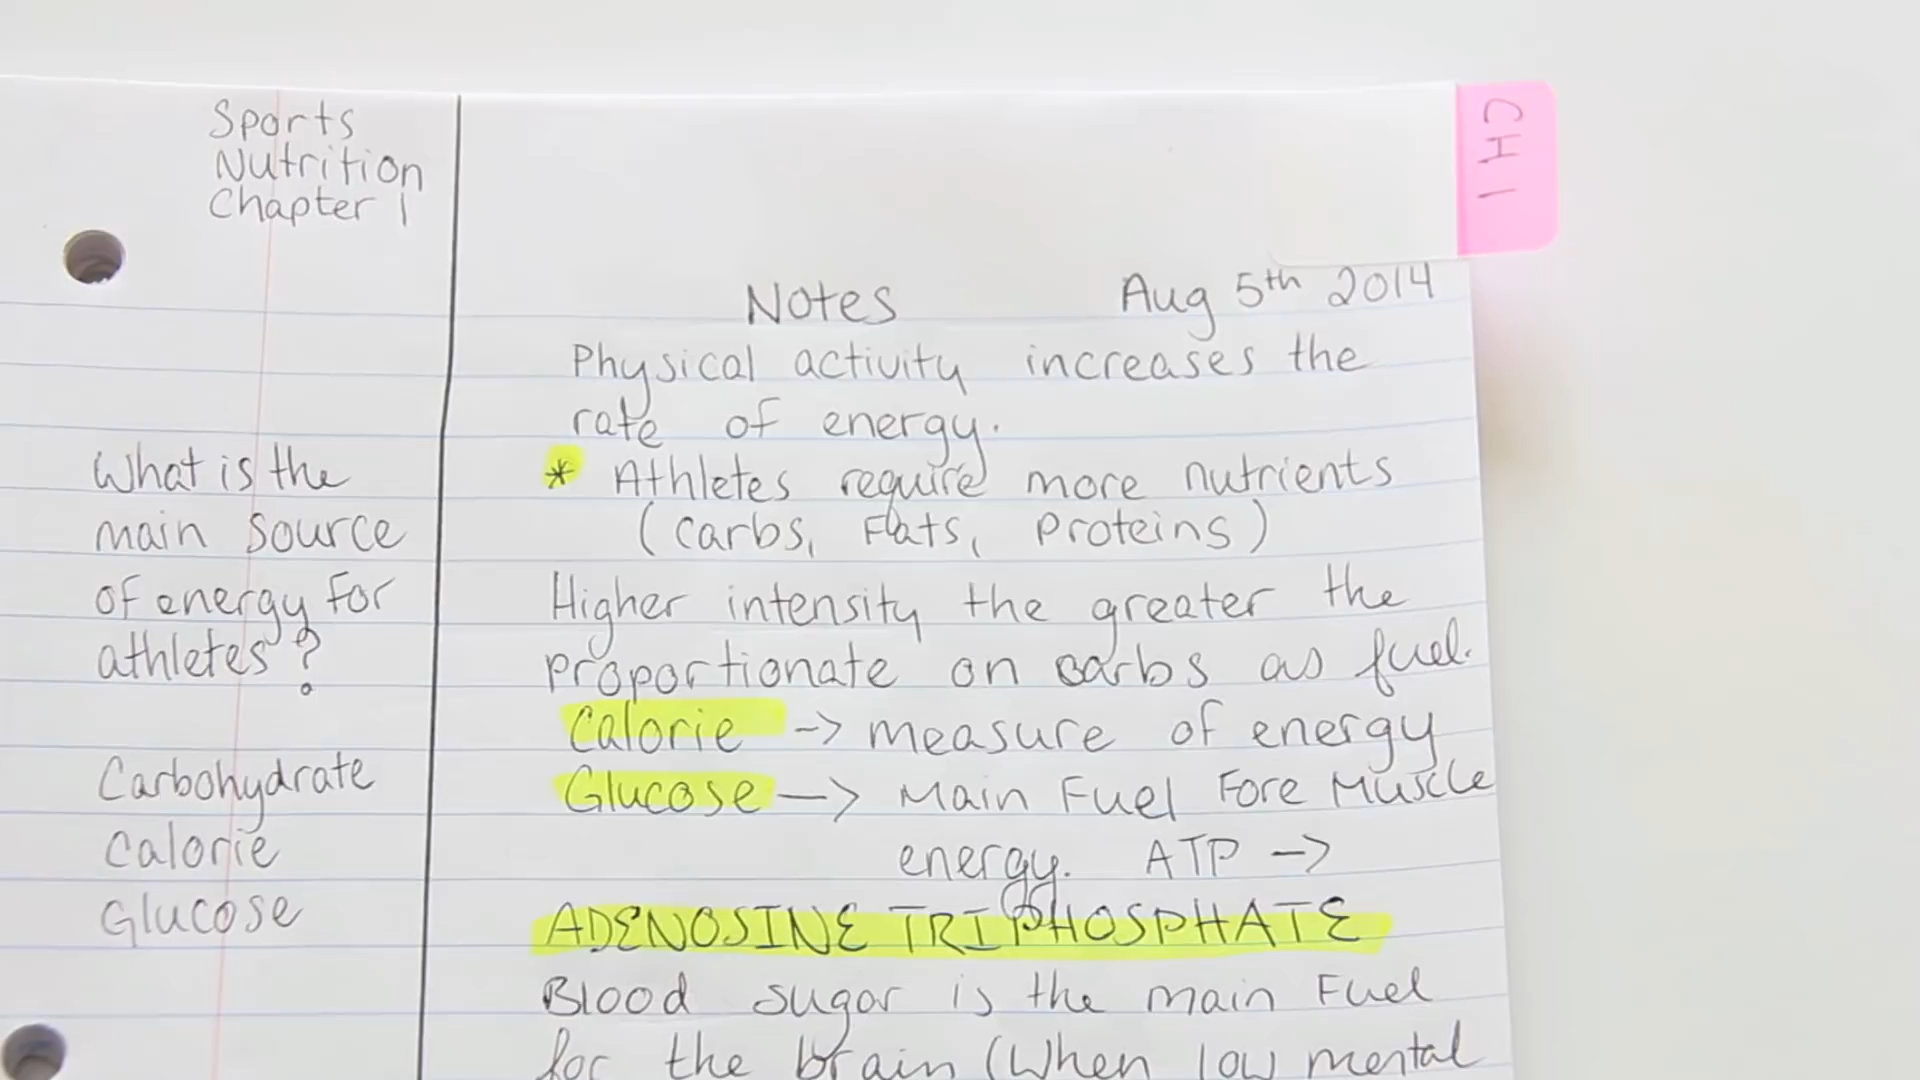 Sports
Nutrition
Chapter 1
CH 1
Notes Aug 5th 2014
Physical activity increases the
rate of energy.
* Athletes require more nutrients
(carbs, Fats, Proteins)
Higher intensity the greater the
proportionate on carbs as fuel.
Calorie -> measure of energy
Glucose -> Main Fuel Fore Muscle
energy. ATP ->
ADENOSINE TRIPHOSPHATE
Blood sugar is the main Fuel
for the brain (When low mental
What is the
main source
of energy for
athletes?
Carbohydrate
Calorie
Glucose